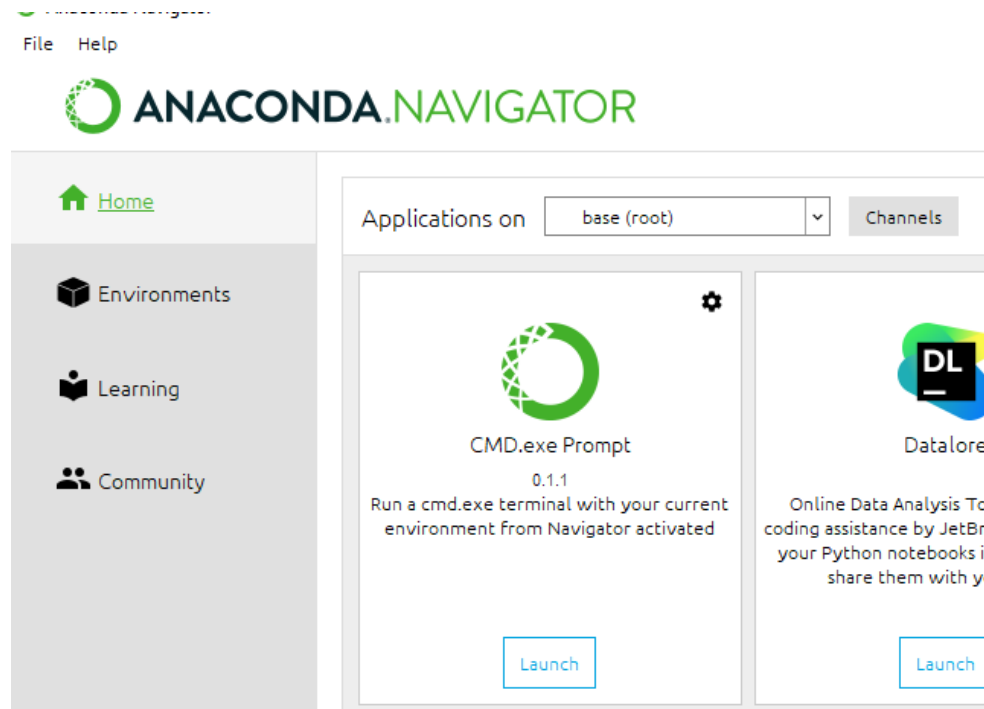 File Help
ANACONDA.NAVIGATOR
Home
Applications on base (root) Channels
Environments
Learning
Community
CMD.exe Prompt
0.1.1
Run a cmd.exe terminal with your current
environment from Navigator activated
Launch
DL
Datalore
Online Data Analysis
coding assistance by
your Python notebooks
share them with
Launch